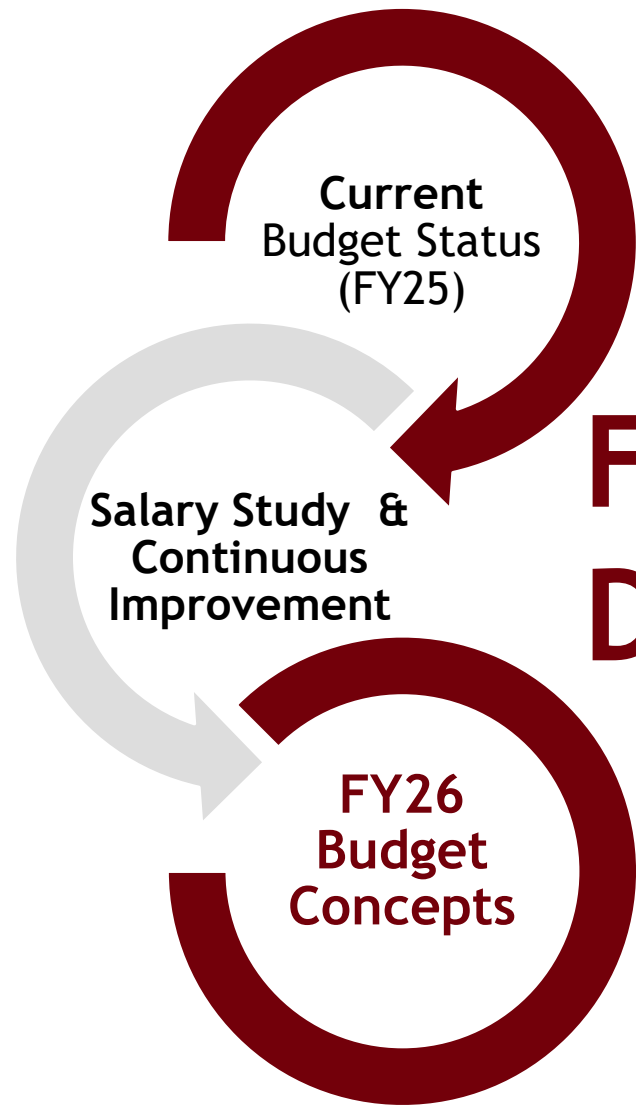 Current
Budget Status
(FY25)
Salary Study &
Continuous
Improvement
F
D
FY26
Budget
Concepts